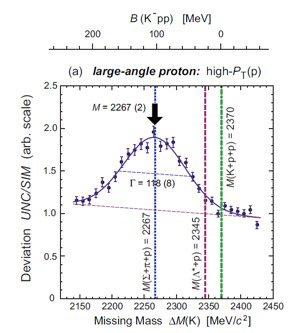 B (K⁻pp) [MeV]
200 100 0
(a) large-angle proton: high-P_T(p)
2.5
2.0
1.5
1.0
0.5
0.0
Deviation UNC/SIM (arb. scale)
M = 2267 (2)
Γ = 118 (8)
M(Σ+π+p) = 2267
M(Λ*+p) = 2345
M(K+p+p) = 2370
2150 2200 2250 2300 2350 2400 2450
Missing Mass ΔM(K) [MeV/c²]